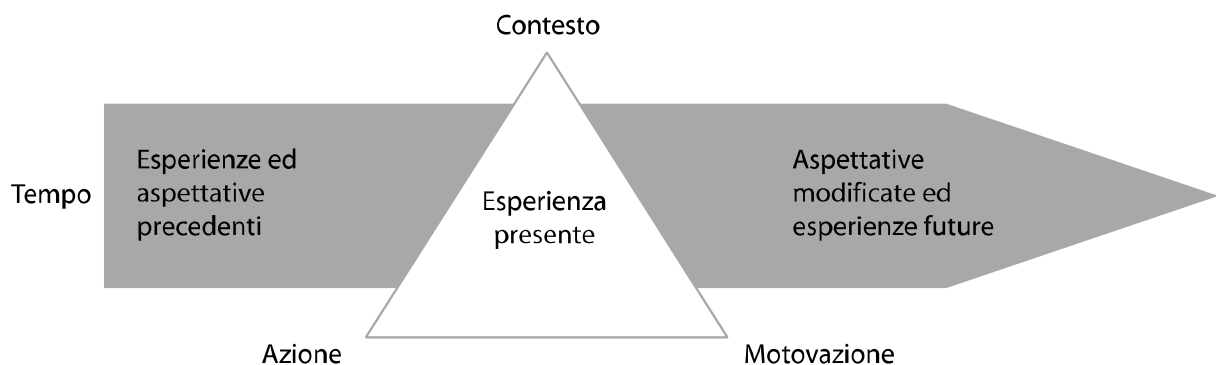 Contesto
Tempo
Esperienze ed
aspettative
precedenti
Esperienza
presente
Aspettative
modificate ed
esperienze future
Azione
Motovazione